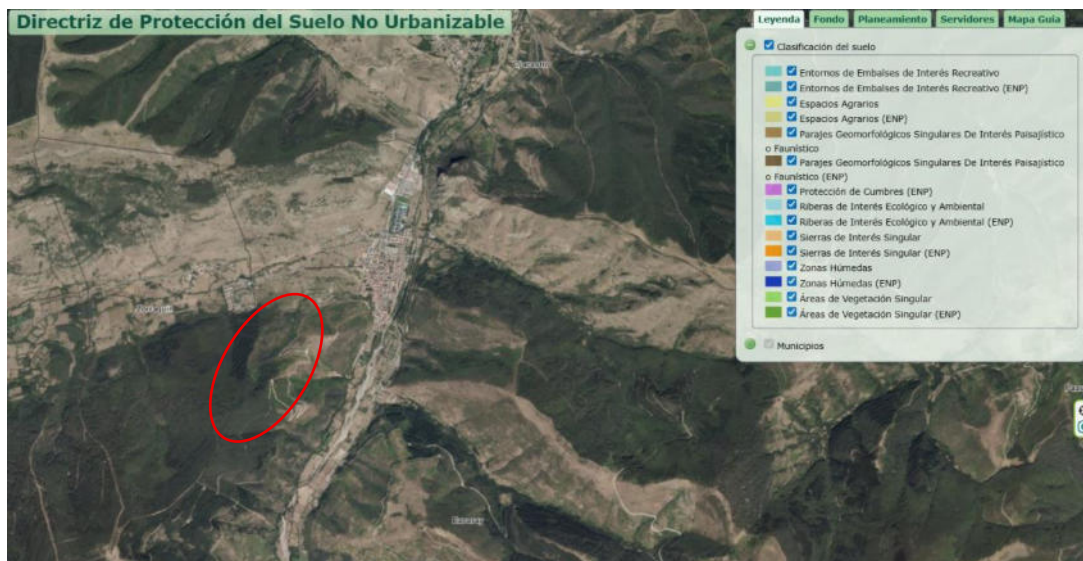 Directriz de Protección del Suelo No Urbanizable
Leyenda Fondo Planeamiento Servidores Mapa Guia
Clasificación del suelo
Entornos de Embalses de Interés Recreativo
Entornos de Embalses de Interés Recreativo (ENP)
Espacios Agrarios
Espacios Agrarios (ENP)
Parajes Geomorfológicos Singulares De Interés Paisajístico
o Faunístico
Parajes Geomorfológicos Singulares De Interés Paisajístico
o Faunístico (ENP)
Protección de Cumbres (ENP)
Riberas de Interés Ecológico y Ambiental
Riberas de Interés Ecológico y Ambiental (ENP)
Sierras de Interés Singular
Sierras de Interés Singular (ENP)
Zonas Húmedas
Zonas Húmedas (ENP)
Áreas de Vegetación Singular
Áreas de Vegetación Singular (ENP)
Municipios